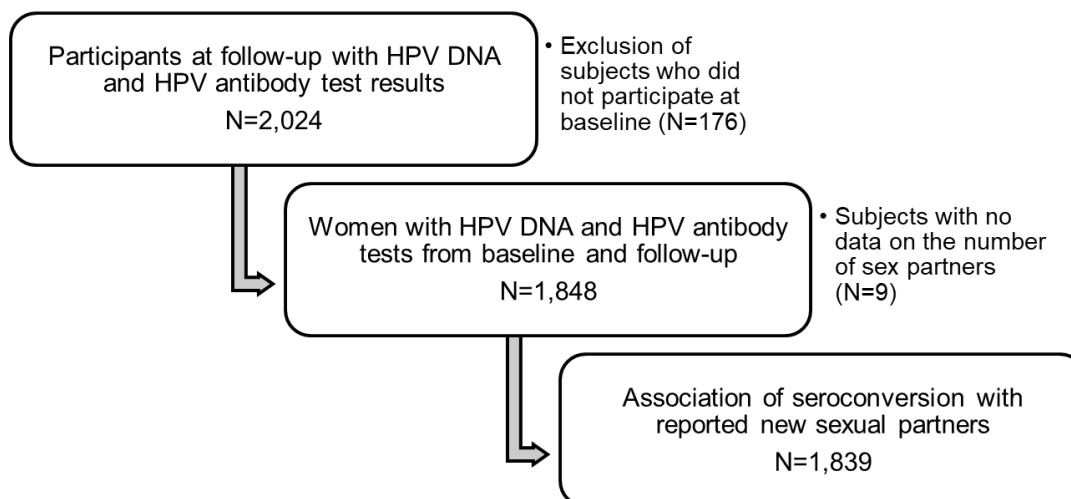 Participants at follow-up with HPV DNA
and HPV antibody test results
N=2,024
• Exclusion of
subjects who did
not participate at
baseline (N=176)
Women with HPV DNA and HPV antibody
tests from baseline and follow-up
N=1,848
• Subjects with no
data on the number
of sex partners
(N=9)
Association of seroconversion with
reported new sexual partners
N=1,839